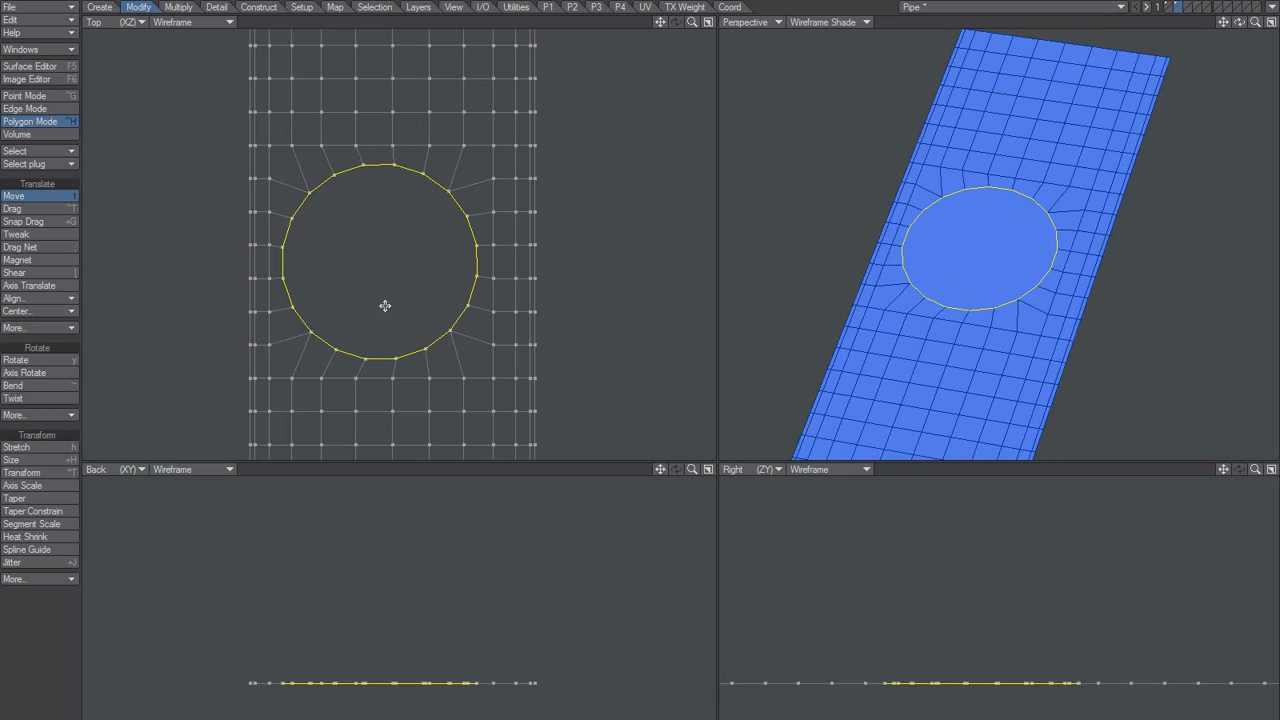 File
Create Modify Multiply Detail Construct Setup Map Selection Layers View I/O Utilities P1 P2 P3 P4 UV TX Weight Coord Pipe * 1
Edit
Top (XZ) Wireframe Perspective Wireframe Shade
Help
Windows
Surface Editor F5
Image Editor F6
Point Mode ^G
Edge Mode
Polygon Mode ^H
Volume
Select
Select plug
Translate
Move t
Drag ^T
Snap Drag +G
Tweak
Drag Net ;
Magnet :
Shear [
Axis Translate
Align...
Center...
More...
Rotate
Rotate y
Axis Rotate
Bend ~
Twist
More...
Transform
Stretch h
Back (XY) Wireframe Right (ZY) Wireframe
Size +H
Transform ^T
Axis Scale
Taper
Taper Constrain
Segment Scale
Heat Shrink
Spline Guide
Jitter +J
More...